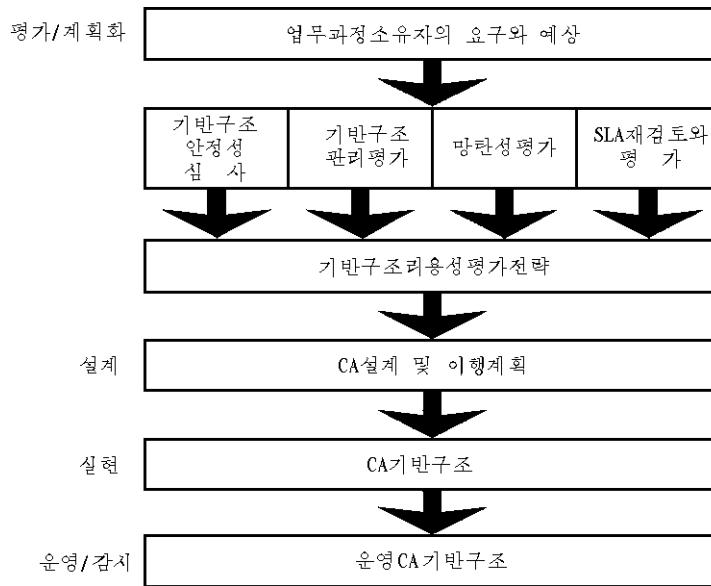 평가/계획화
업무과정소유자의 요구와 예상
기반구조
안정성
심 사
기반구조
관리평가
망탄성평가
SLA재검토와
평 가
기반구조리용성평가전략
설계
CA설계 및 이행계획
실현
CA기반구조
운영/감시
운영CA기반구조